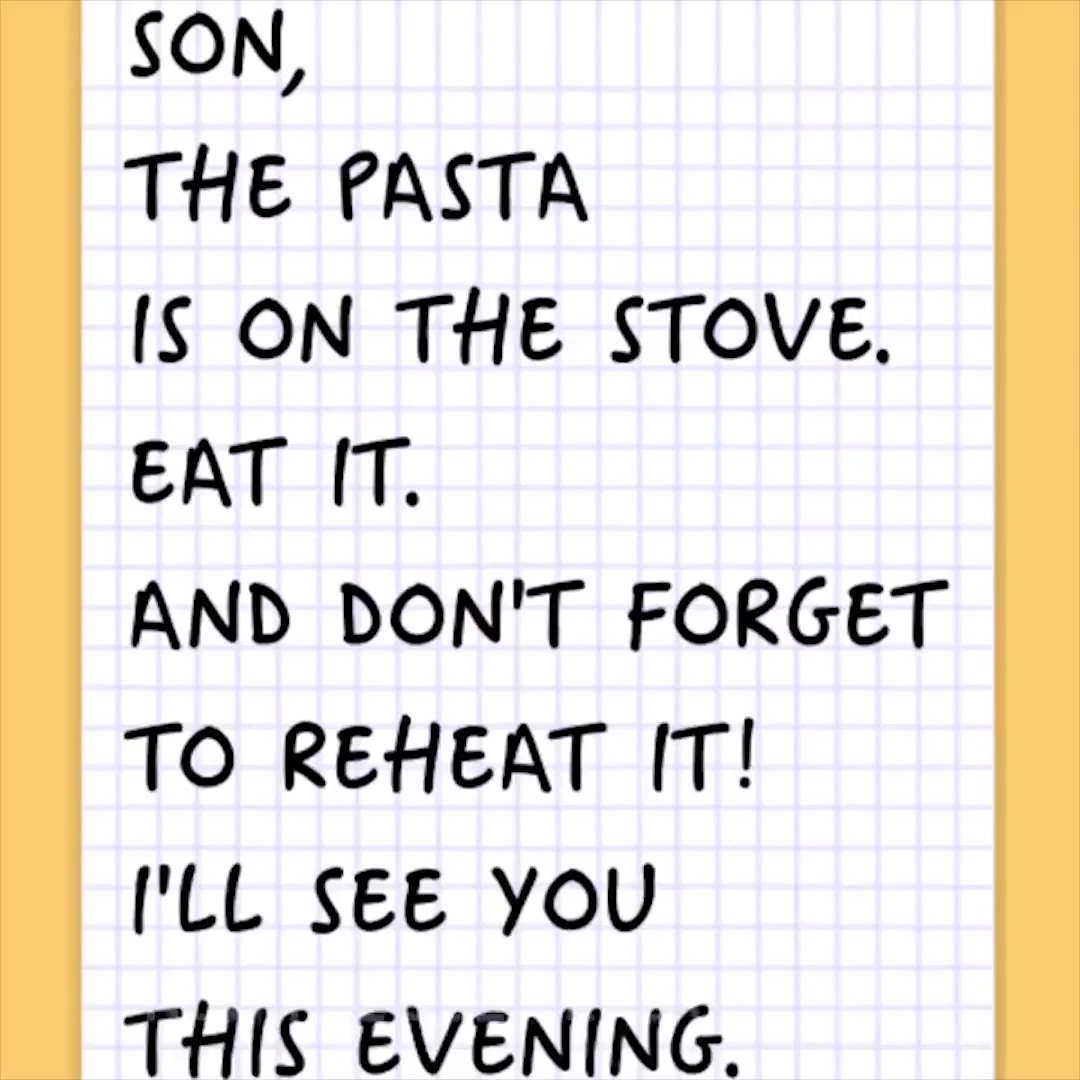 SON,
THE PASTA
IS ON THE STOVE.
EAT IT.
AND DON'T FORGET
TO REHEAT IT!
I'LL SEE YOU
THIS EVENING.